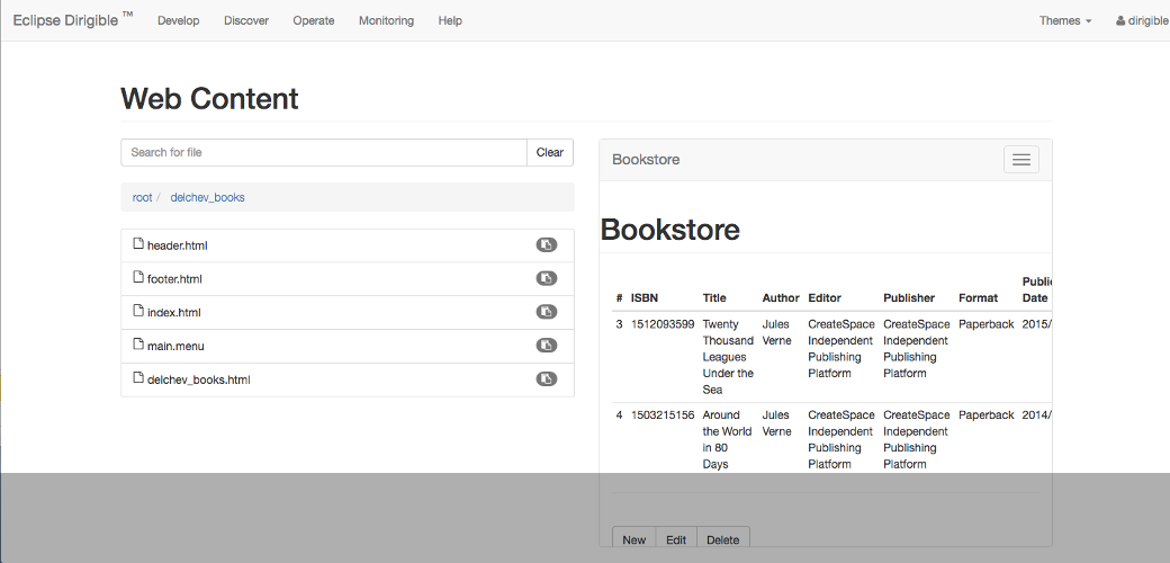 Eclipse Dirigible ™ Develop Discover Operate Monitoring Help Themes dirigible
Web Content
Search for file Clear
root / delchev_books
header.html
footer.html
index.html
main.menu
delchev_books.html
Bookstore
Bookstore
# ISBN Title Author Editor Publisher Format Date
3 1512093599 Twenty Jules CreateSpace CreateSpace Paperback 2015/
Thousand Verne Independent Independent
Leagues Publishing Publishing
Under the Platform Platform
Sea
4 1503215156 Around Jules CreateSpace CreateSpace Paperback 2014/
the World Verne Independent Independent
in 80 Publishing Publishing
Days Platform Platform
New Edit Delete